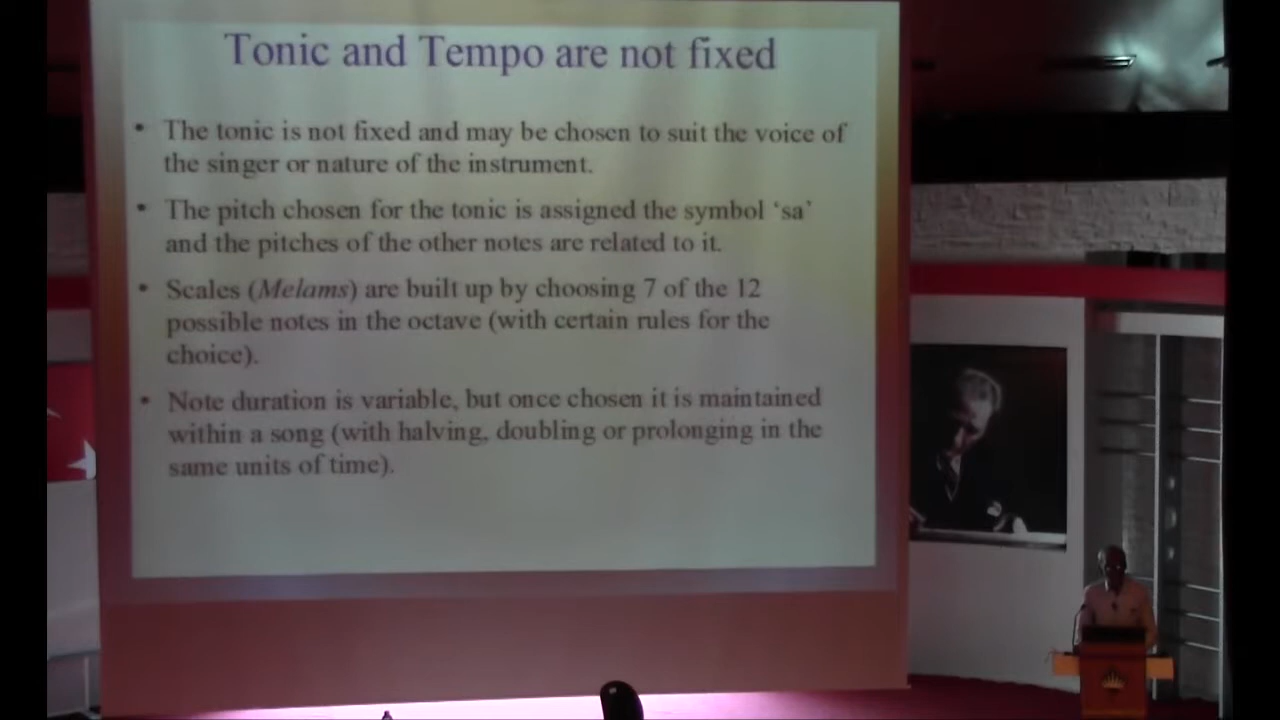 Tonic and Tempo are not fixed
• The tonic is not fixed and may be chosen to suit the voice of
the singer or nature of the instrument.
• The pitch chosen for the tonic is assigned the symbol ‘sa’
and the pitches of the other notes are related to it.
• Scales (Melams) are built up by choosing 7 of the 12
possible notes in the octave (with certain rules for the
choice).
• Note duration is variable, but once chosen it is maintained
within a song (with halving, doubling or prolonging in the
same units of time).